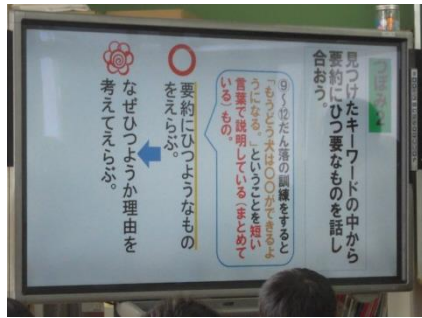 つぼみ2
見つけたキーワードの中から
要約にひつ要なものを話し
合おう。
⑨～⑫だん落の訓練をすると
「もうどう犬は〇〇ができるよ
うになる。」ということを短い
言葉で説明している(まとめて
いる)もの。
要約にひつようなもの
をえらぶ。
なぜひつようか理由を
考えてえらぶ。